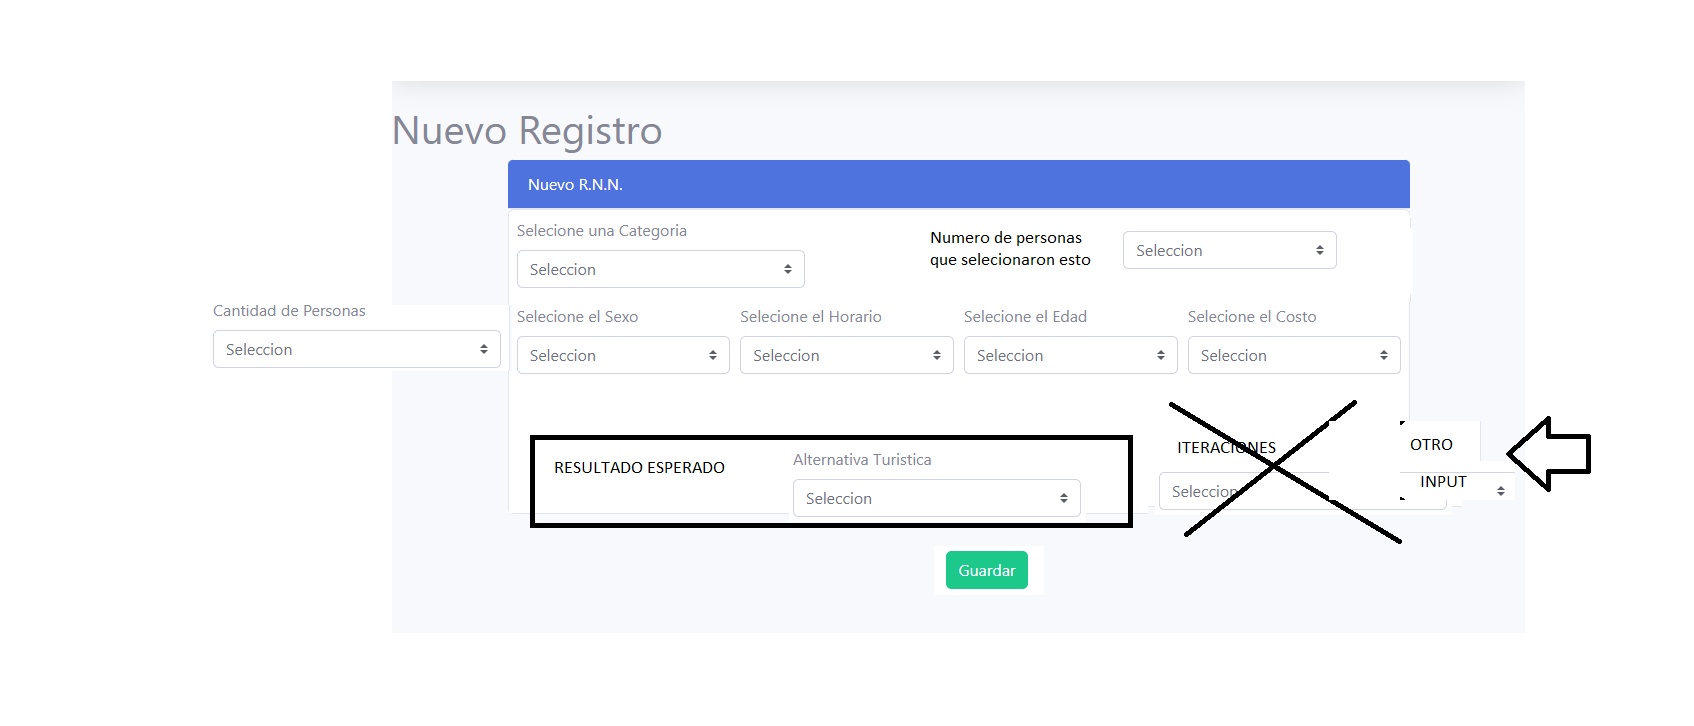 Nuevo Registro
Nuevo R.N.N.
Selecione una Categoria
Seleccion
Numero de personas
que selecionaron esto
Seleccion
Cantidad de Personas
Seleccion
Selecione el Sexo
Seleccion
Selecione el Horario
Seleccion
Selecione el Edad
Seleccion
Selecione el Costo
Seleccion
RESULTADO ESPERADO
Alternativa Turistica
Seleccion
ITERACIONES
Seleccion
OTRO
INPUT
Guardar